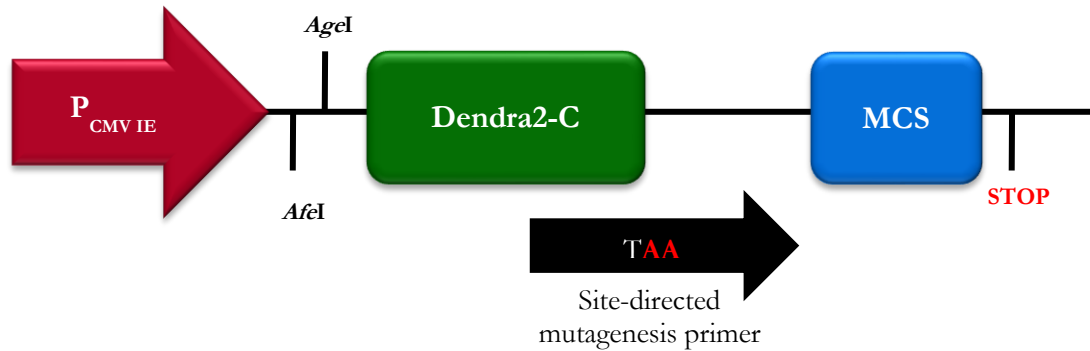 AgeI
P CMV IE
Dendra2-C
MCS
AfeI
STOP
TAA
Site-directed
mutagenesis primer